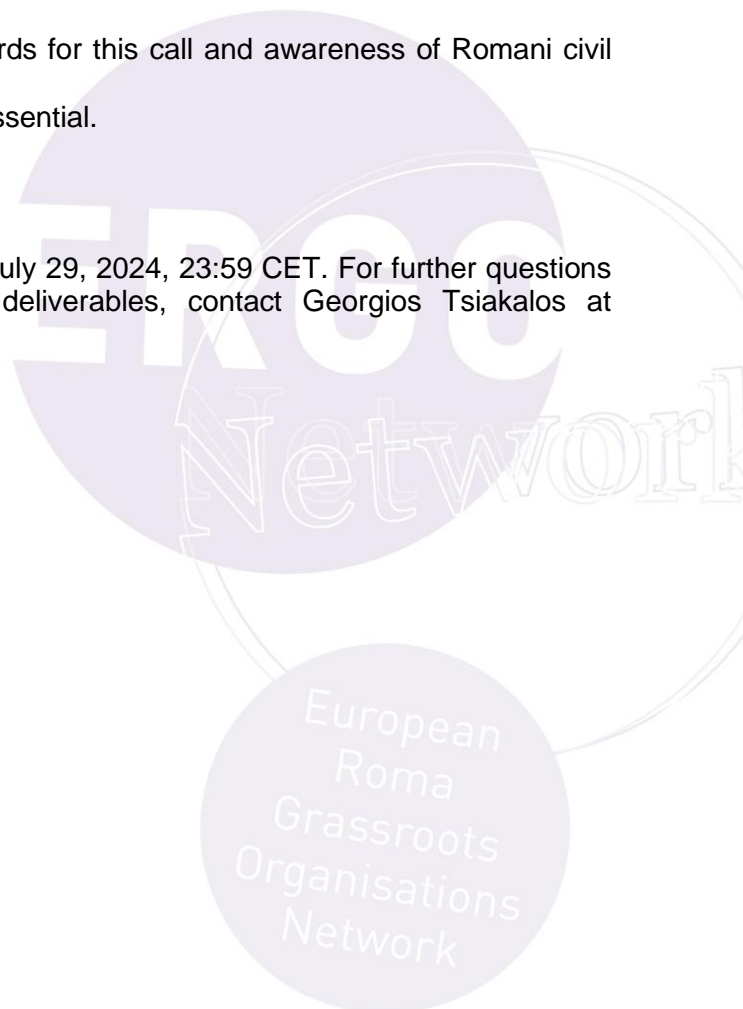 rds for this call and awareness of Romani civil
ssential.
uly 29, 2024, 23:59 CET. For further questions
deliverables, contact Georgios Tsiakalos at
ERGO
Network
European
Roma
Grassroots
Organisations
Network